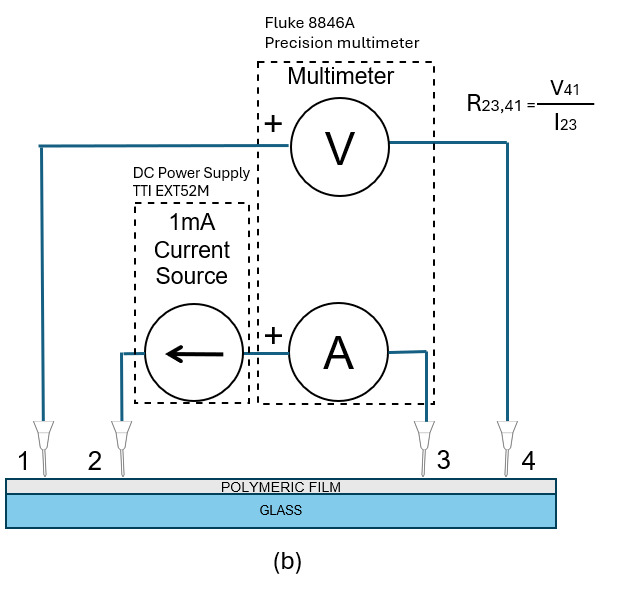 Fluke 8846A
Precision multimeter
Multimeter
R23,41 = V41
I23
+
V
DC Power Supply
TTI EXT52M
1mA
Current
Source
+
A
1
2
3
4
POLYMERIC FILM
GLASS
(b)